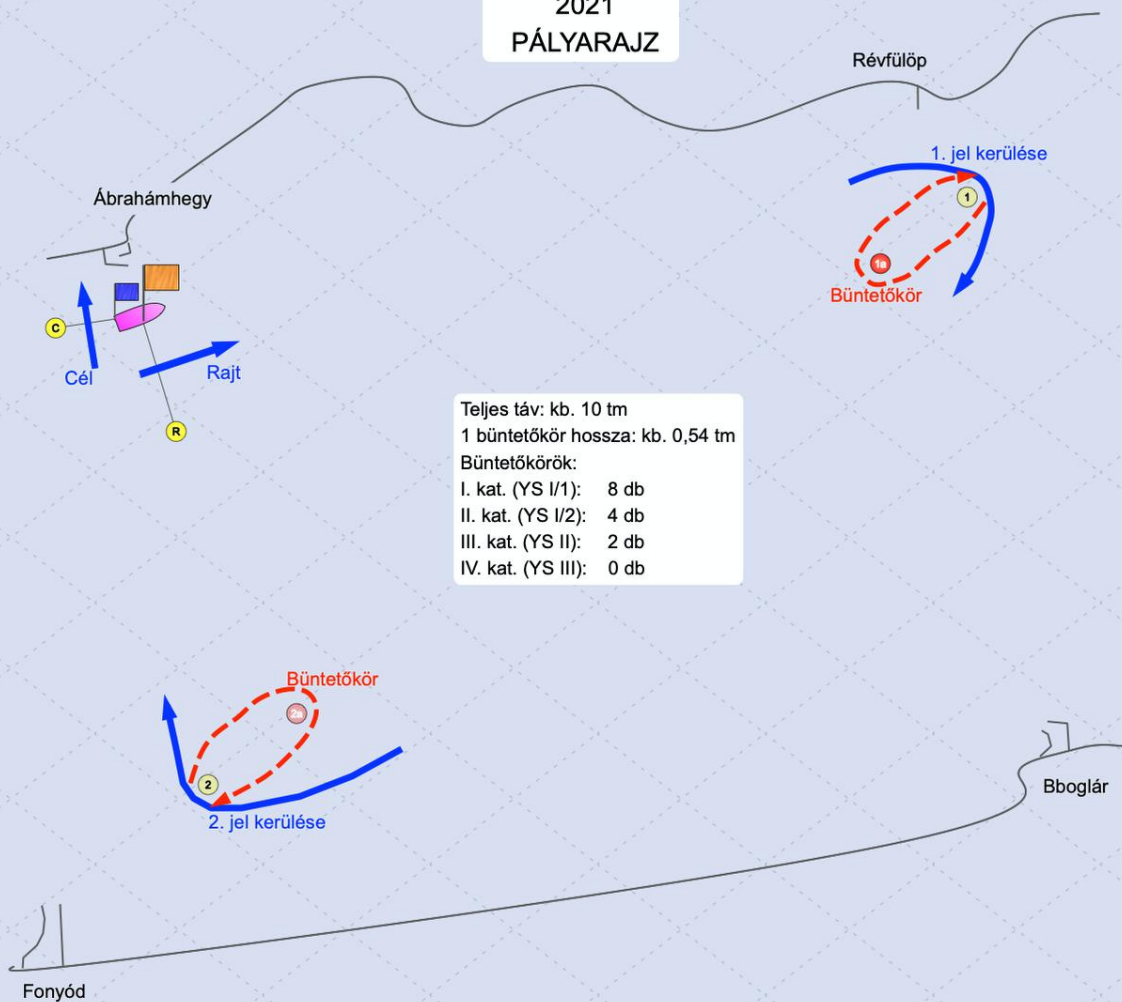 2021
PÁLYARAJZ
Révfülöp
1. jel kerülése
1
Ábrahámhegy
1a
Büntetőkör
C
Cél
Rajt
R
Teljes táv: kb. 10 tm
1 büntetőkör hossza: kb. 0,54 tm
Büntetőkörök:
I. kat. (YS I/1): 8 db
II. kat. (YS I/2): 4 db
III. kat. (YS II): 2 db
IV. kat. (YS III): 0 db
Büntetőkör
2a
2
2. jel kerülése
Bboglár
Fonyód